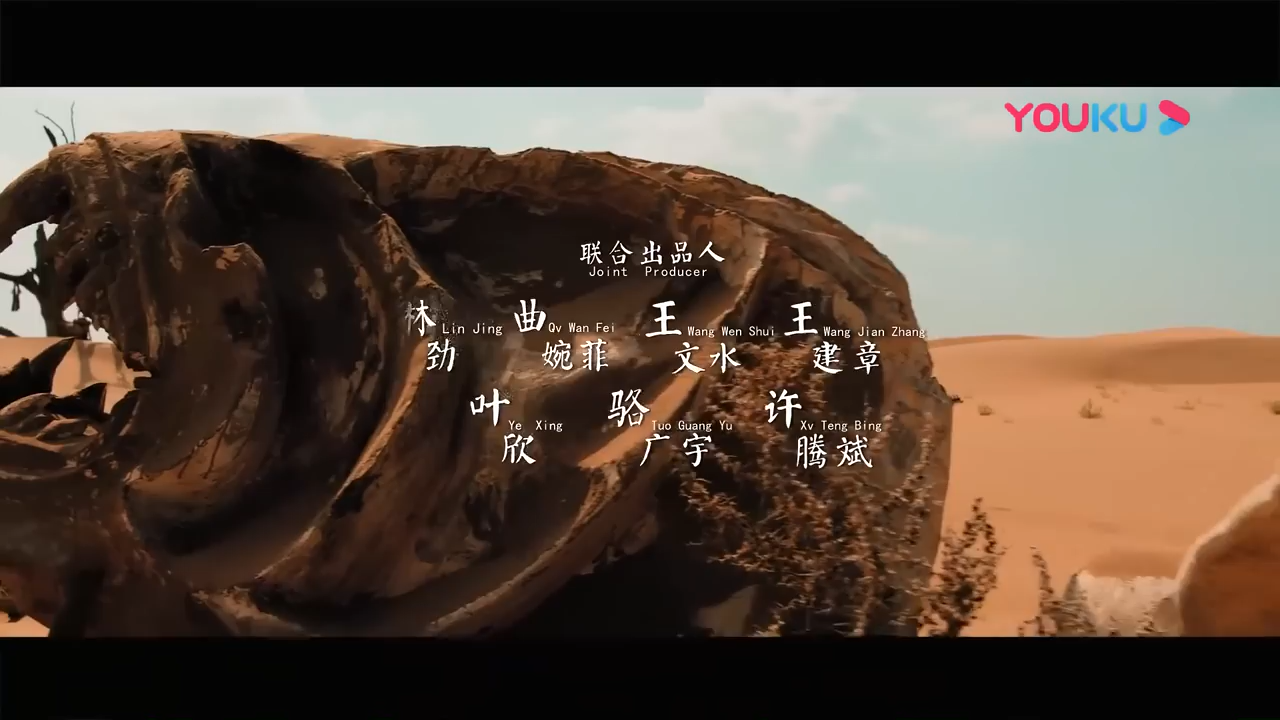 YOUKU
联合出品人
Joint Producer
林 Lin Jing 曲 Qv Wan Fei 王 Wang Wen Shui 王 Wang Jian Zhang
劲 婉菲 文水 建章
叶 Ye Xing 骆 Tuo Guang Yu 许 Xv Teng Bing
欣 广宇 腾斌